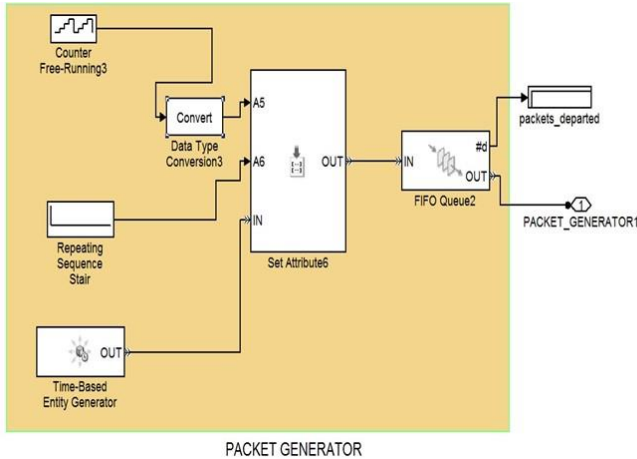 Counter
Free-Running3
Convert
Data Type
Conversion3
A5
A6
IN
OUT
Set Attribute6
Repeating
Sequence
Stair
OUT
Time-Based
Entity Generator
IN
#d
OUT
FIFO Queue2
packets_departed
1
PACKET_GENERATOR1
PACKET GENERATOR